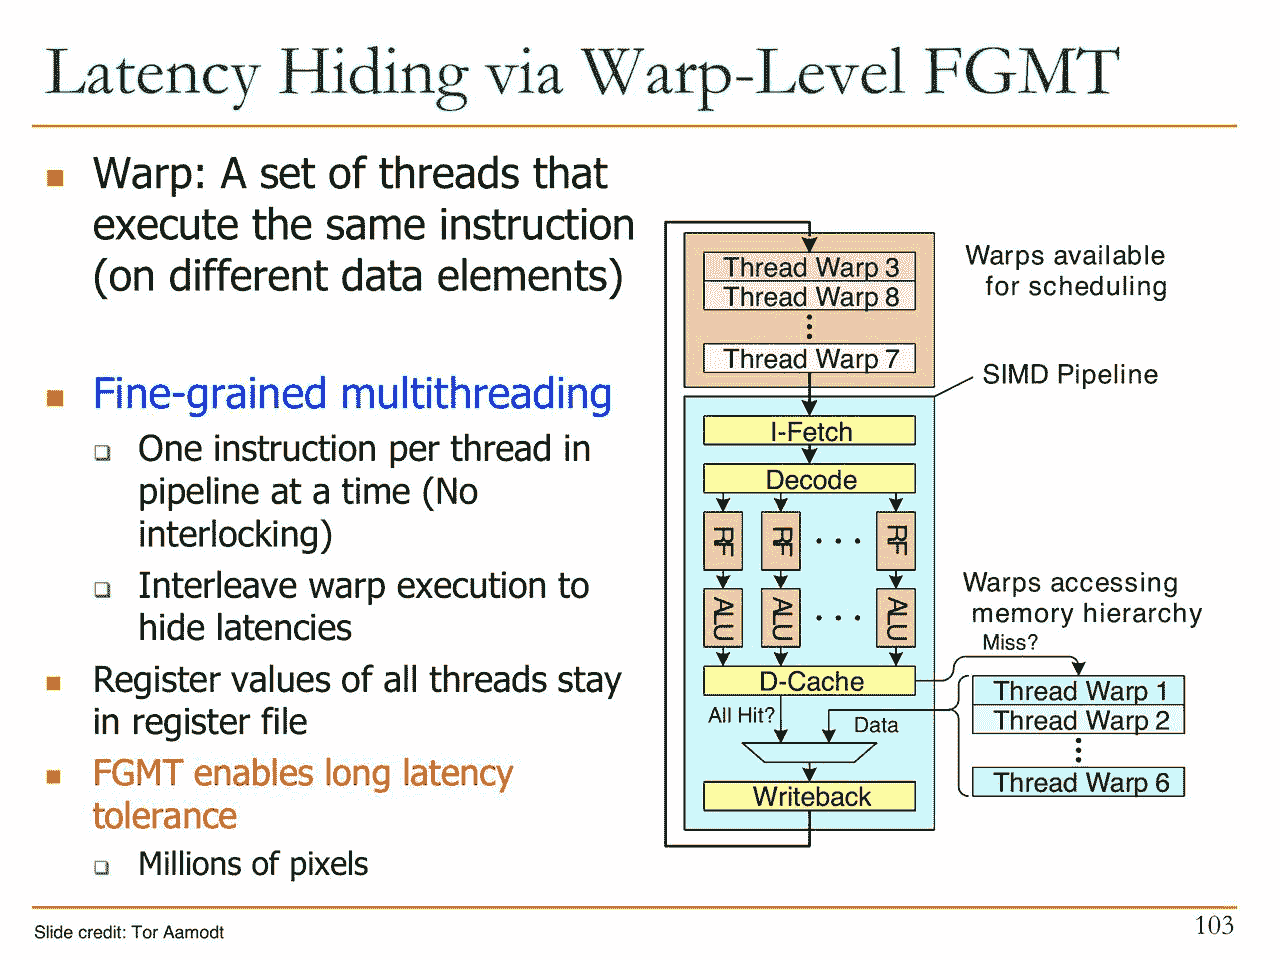 Latency Hiding via Warp-Level FGMT
Warp: A set of threads that
execute the same instruction
(on different data elements)
Fine-grained multithreading
One instruction per thread in
pipeline at a time (No
interlocking)
Interleave warp execution to
hide latencies
Register values of all threads stay
in register file
FGMT enables long latency
tolerance
Millions of pixels
Thread Warp 3
Thread Warp 8
Thread Warp 7
Warps available
for scheduling
SIMD Pipeline
I-Fetch
Decode
RF
RF
RF
ALU
ALU
ALU
D-Cache
All Hit?
Data
Writeback
Warps accessing
memory hierarchy
Miss?
Thread Warp 1
Thread Warp 2
Thread Warp 6
Slide credit: Tor Aamodt
103